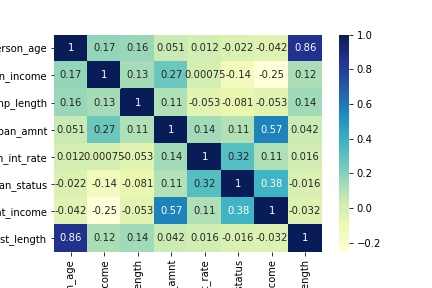 erson_age 1 0.17 0.16 0.051 0.012 -0.022 -0.042 0.86
n_income 0.17 1 0.13 0.27 0.00075 -0.14 -0.25 0.12
mp_length 0.16 0.13 1 0.11 -0.053 -0.081 -0.053 0.14
oan_amnt 0.051 0.27 0.11 1 0.14 0.11 0.57 0.042
n_int_rate 0.012 0.00075 -0.053 0.14 1 0.32 0.11 0.016
an_status -0.022 -0.14 -0.081 0.11 0.32 1 0.38 -0.016
nt_income -0.042 -0.25 -0.053 0.57 0.11 0.38 1 -0.032
st_length 0.86 0.12 0.14 0.042 0.016 -0.016 -0.032 1
n_age
come
ength
_amnt
_rate
status
come
length
1.0
0.8
0.6
0.4
0.2
0.0
−0.2